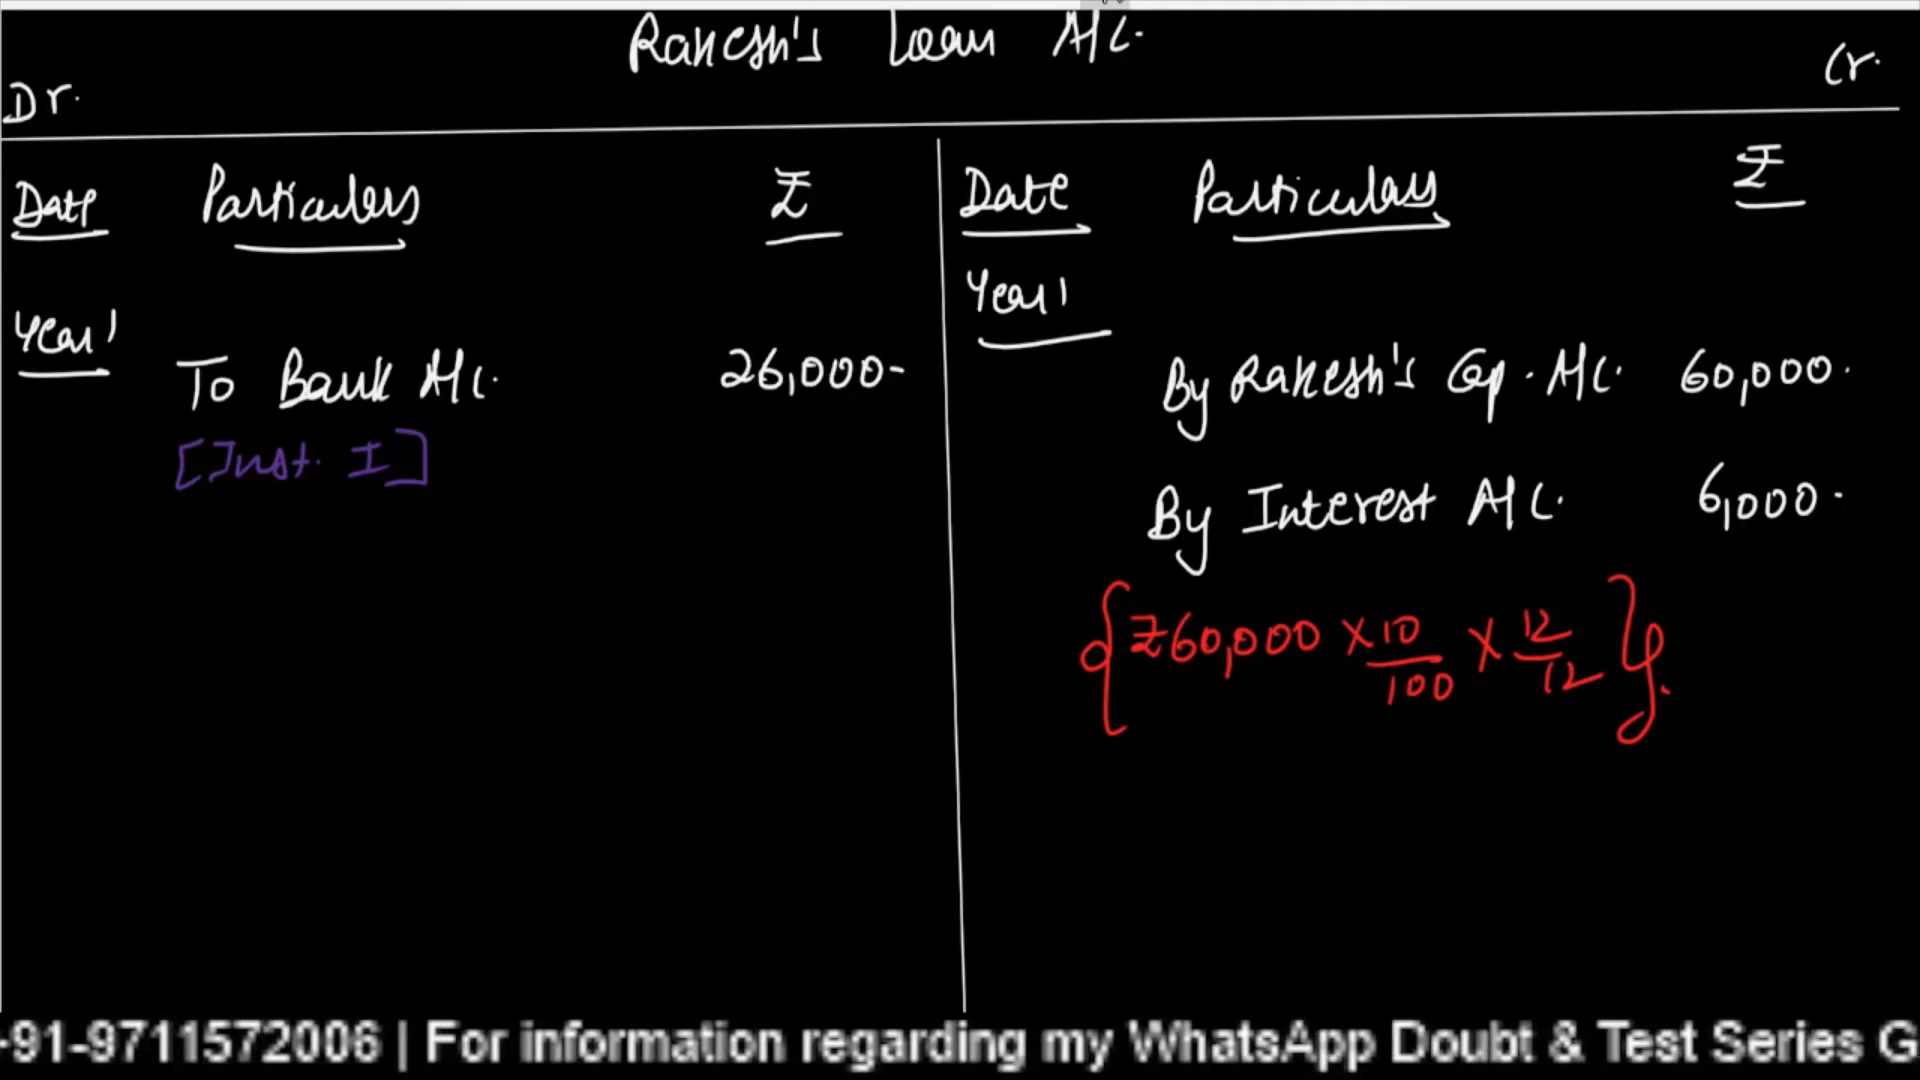 Rakesh's Loan A/C.
Dr. Cr.
Date Particulars ₹ Date Particulars ₹
Year 1 Year 1
To Bank A/c. 26,000- By Rakesh's Cap. A/C. 60,000.
[Inst. I]
By Interest A/C. 6,000.
{₹60,000 × 10/100 × 12/12}.
+91-9711572006 | For information regarding my WhatsApp Doubt & Test Series G